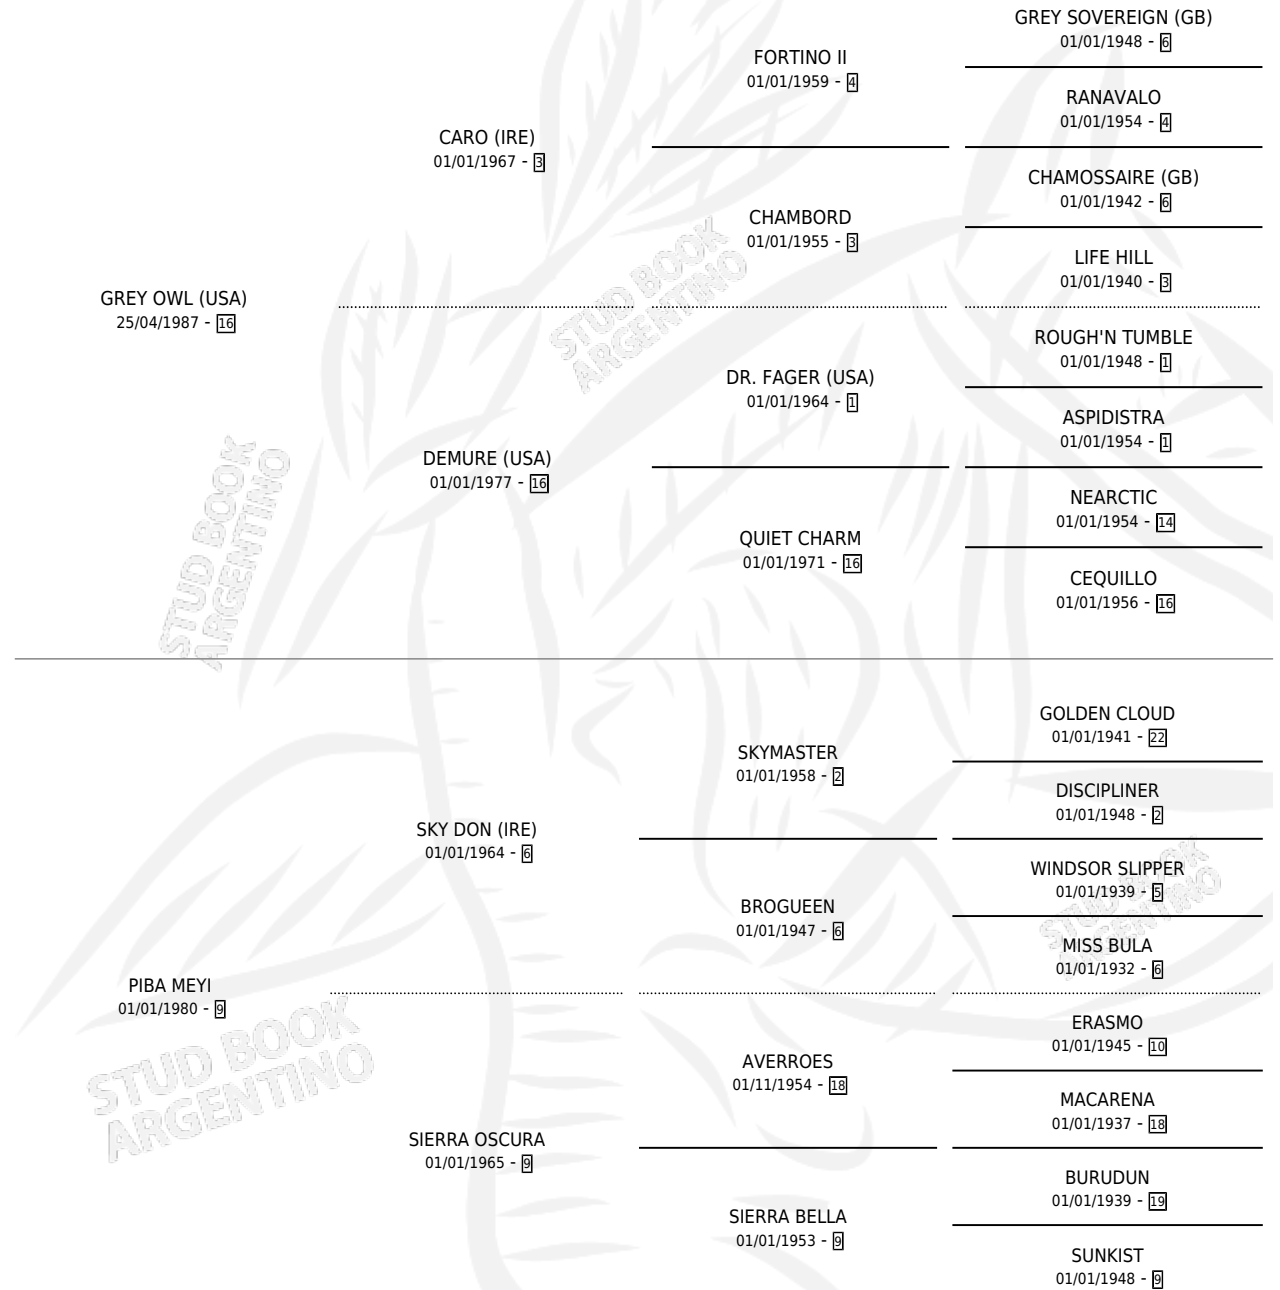 GREY SOVEREIGN (GB)
01/01/1948 - 6
FORTINO II
01/01/1959 - 4
RANAVALO
01/01/1954 - 4
CARO (IRE)
01/01/1967 - 3
CHAMOSSAIRE (GB)
01/01/1942 - 6
CHAMBORD
01/01/1955 - 3
LIFE HILL
01/01/1940 - 3
GREY OWL (USA)
25/04/1987 - 16
STUD BOOK
ARGENTINO
ROUGH'N TUMBLE
01/01/1948 - 1
DR. FAGER (USA)
01/01/1964 - 1
ASPIDISTRA
01/01/1954 - 1
DEMURE (USA)
01/01/1977 - 16
NEARCTIC
01/01/1954 - 14
QUIET CHARM
01/01/1971 - 16
CEQUILLO
01/01/1956 - 16
STUD BOOK
ARGENTINO
GOLDEN CLOUD
01/01/1941 - 22
SKYMASTER
01/01/1958 - 2
DISCIPLINER
01/01/1948 - 2
SKY DON (IRE)
01/01/1964 - 6
WINDSOR SLIPPER
01/01/1939 - 5
BROGUEEN
01/01/1947 - 6
MISS BULA
01/01/1932 - 6
STUD BOOK
ARGENTINO
PIBA MEYI
01/01/1980 - 9
ERASMO
01/01/1945 - 10
AVERROES
01/11/1954 - 18
MACARENA
01/01/1937 - 18
STUD BOOK
ARGENTINO
SIERRA OSCURA
01/01/1965 - 9
BURUDUN
01/01/1939 - 19
SIERRA BELLA
01/01/1953 - 9
SUNKIST
01/01/1948 - 9